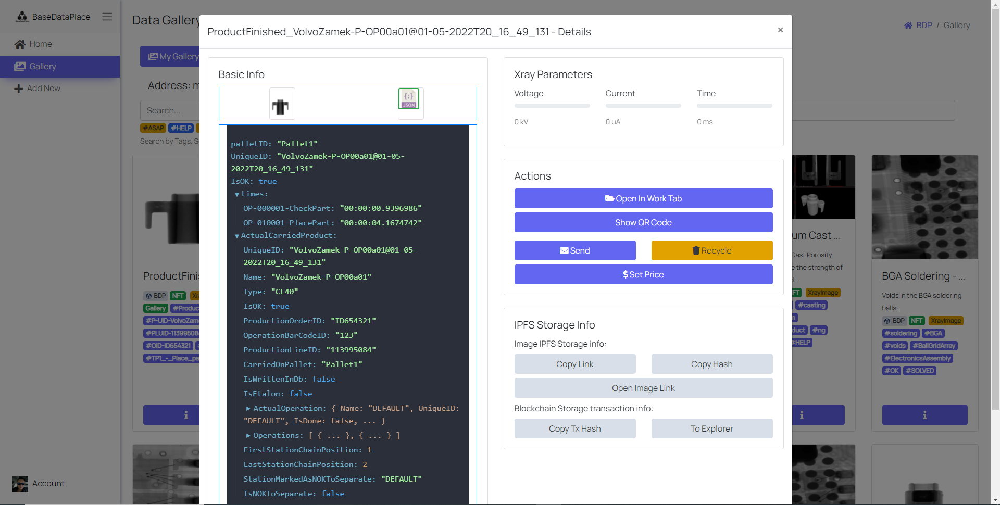 BaseDataPlace
Home
Gallery
Add New
Account
Data Gallery
BDP / Gallery
My Gallery
Address: m
Search...
#ASAP #HELP
Search by Tags. Se
ProductFinis
BDP NFT Xra
Gallery #Produc
#P-UID-VolvoZame
#PLUID-113995084
#OID-ID654321
#TP1_-_Place_pa
ProductFinished_VolvoZamek-P-OP00a01@01-05-2022T20_16_49_131 - Details
×
Basic Info
{;}
JSON
palletID: "Pallet1"
UniqueID: "VolvoZamek-P-OP00a01@01-05-
2022T20_16_49_131"
IsOK: true
times:
OP-000001-CheckPart: "00:00:00.9396986"
OP-010001-PlacePart: "00:00:04.1674742"
ActualCarriedProduct:
UniqueID: "VolvoZamek-P-OP00a01@01-05-
2022T20_16_49_131"
Name: "VolvoZamek-P-OP00a01"
Type: "CL40"
IsOK: true
ProductionOrderID: "ID654321"
OperationBarCodeID: "123"
ProductionLineID: "113995084"
CarriedOnPallet: "Pallet1"
IsWrittenInDb: false
IsEtalon: false
ActualOperation: { Name: "DEFAULT", UniqueID:
"DEFAULT", IsDone: false, ... }
Operations: [ { ... }, { ... } ]
FirstStationChainPosition: 1
LastStationChainPosition: 2
StationMarkedAsNOKToSeparate: "DEFAULT"
IsNOKToSeparate: false
Xray Parameters
Voltage Current Time
0 kV 0 uA 0 ms
Actions
Open In Work Tab
Show QR Code
Send Recycle
$ Set Price
IPFS Storage Info
Image IPFS Storage info:
Copy Link Copy Hash
Open Image Link
Blockchain Storage transaction info:
Copy Tx Hash To Explorer
um Cast ...
Cast Porosity.
e the strength of
t.
FT XrayImage
#casting
m
duct #ng
#HELP
BGA Soldering - ...
Voids in the BGA soldering
balls.
BDP NFT XrayImage
#soldering #BGA
#voids #BallGridArray
#ElectronicsAssembly
#OK #SOLVED